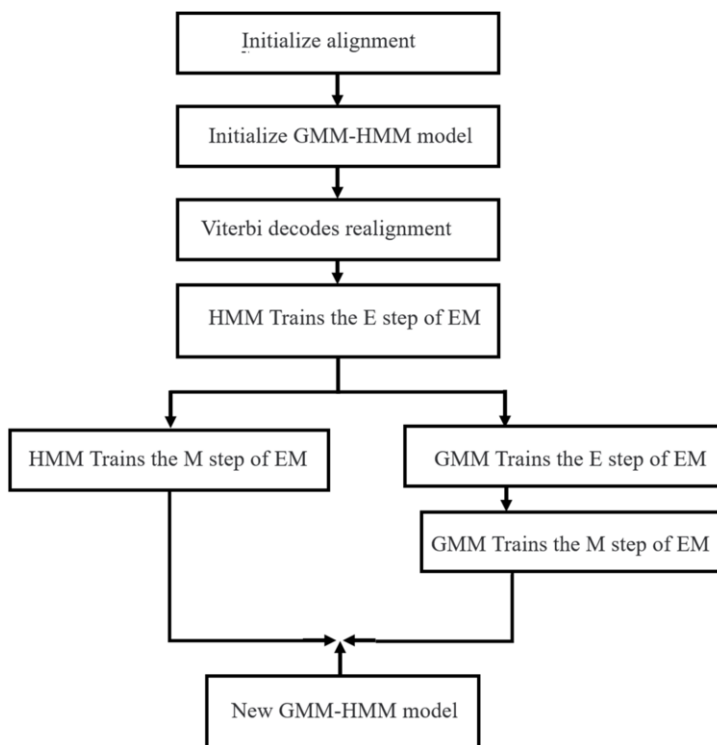 Initialize alignment
Initialize GMM-HMM model
Viterbi decodes realignment
HMM Trains the E step of EM
HMM Trains the M step of EM
GMM Trains the E step of EM
GMM Trains the M step of EM
New GMM-HMM model